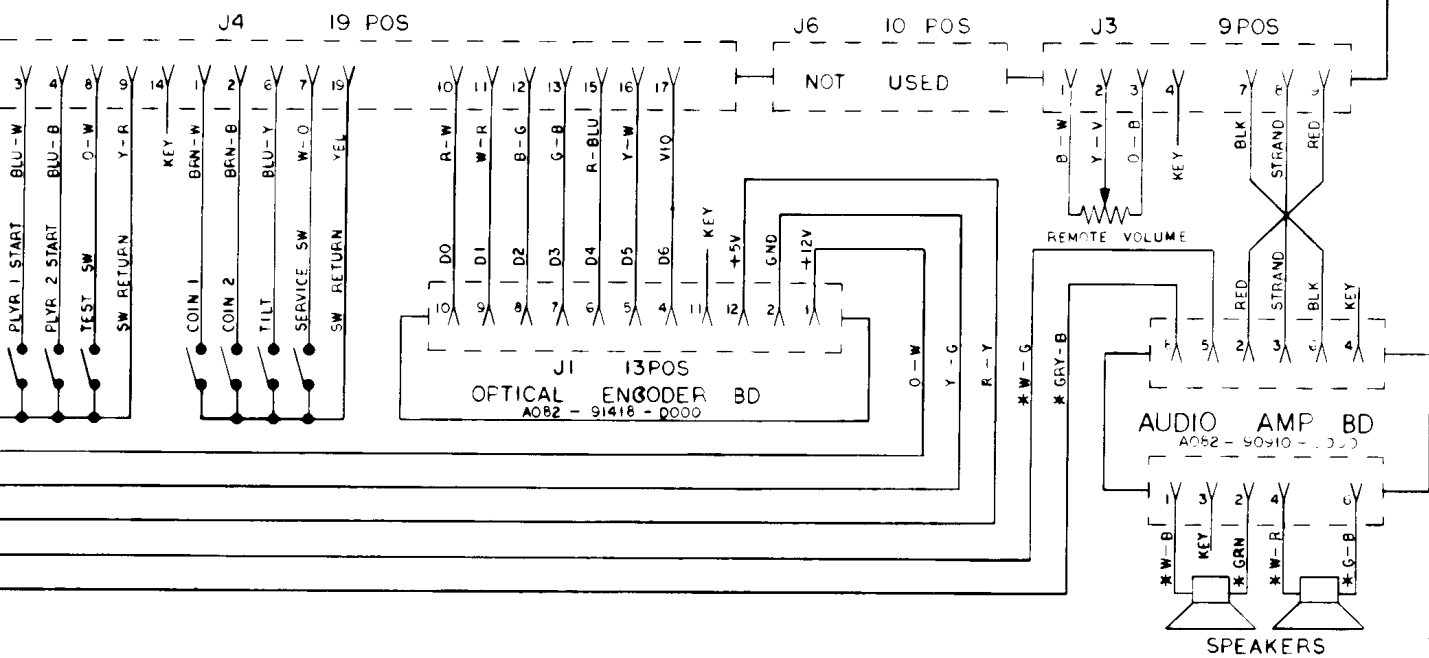 J4 19 POS
J6 10 POS
J3 9 POS
NOT USED
3 4 8 9 14 1 2 6 7 19
10 11 12 13 15 16 17
1 2 3 4 7 8 9
BLU-W
BLU-B
O-W
Y-R
KEY
BRN-W
BRN-B
BLU-Y
W-O
YEL
R-W
W-R
B-G
G-B
R-BLU
Y-W
VIO
B-W
Y-V
O-B
KEY
BLK
STRAND
RED
REMOTE VOLUME
PLYR 1 START
PLYR 2 START
TEST SW
SW RETURN
COIN 1
COIN 2
TILT
SERVICE SW
SW RETURN
D0
D1
D2
D3
D4
D5
D6
KEY
+5V
GND
+12V
10 9 8 7 6 5 4 11 12 2 1
J1 13POS
OPTICAL ENCODER BD
A082-91418-D000
O-W
Y-G
R-Y
*W-G
*GRY-B
RED
STRAND
BLK
KEY
5 2 3 6 4
AUDIO AMP BD
A082-90910-
1 3 2 4 6
*W-B
KEY
*GRN
*W-R
*G-B
SPEAKERS